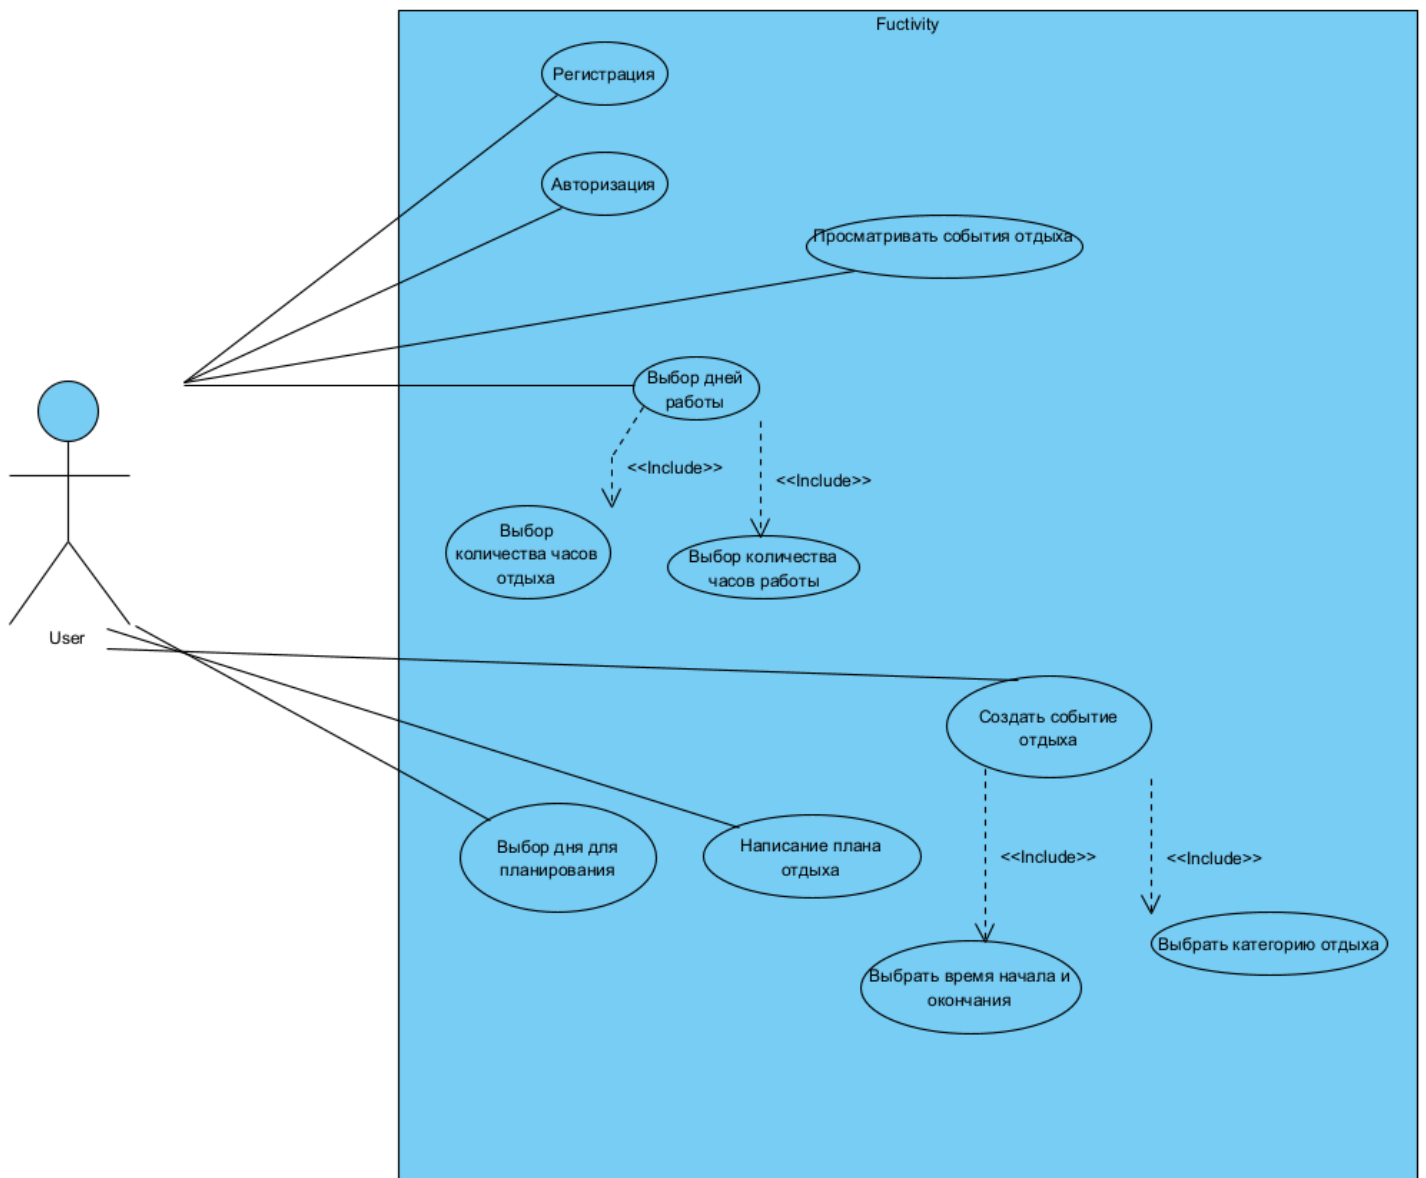 Fuctivity
Регистрация
Авторизация
Просматривать события отдыха
Выбор дней
работы
<<Include>>
<<Include>>
Выбор
количества часов
отдыха
Выбор количества
часов работы
User
Создать событие
отдыха
Выбор дня для
планирования
Написание плана
отдыха
<<Include>>
<<Include>>
Выбрать категорию отдыха
Выбрать время начала и
окончания